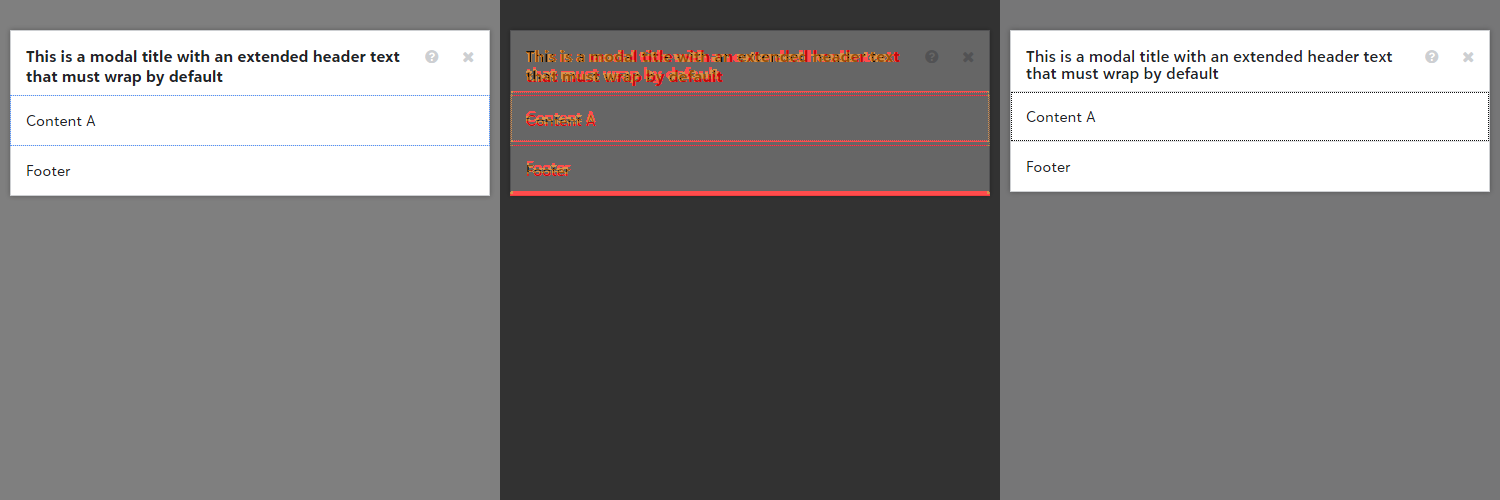 This is a modal title with an extended header text
that must wrap by default
Content A
Footer
This is a modal title with an extended header text
that must wrap by default
Content A
Footer
This is a modal title with an extended header text
that must wrap by default
Content A
Footer